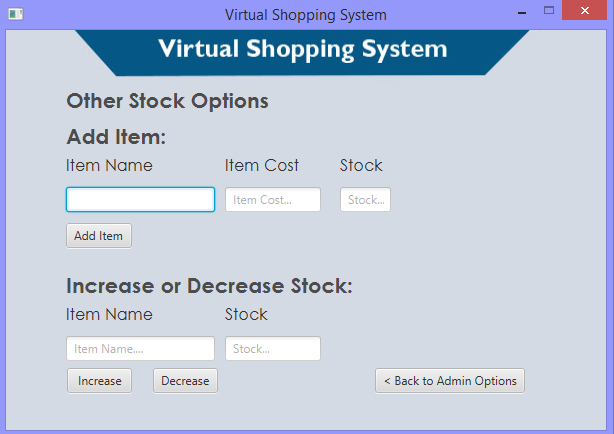 Virtual Shopping System
Virtual Shopping System
Other Stock Options
Add Item:
Item Name Item Cost Stock
Item Cost... Stock...
Add Item
Increase or Decrease Stock:
Item Name Stock
Item Name.... Stock...
Increase Decrease < Back to Admin Options